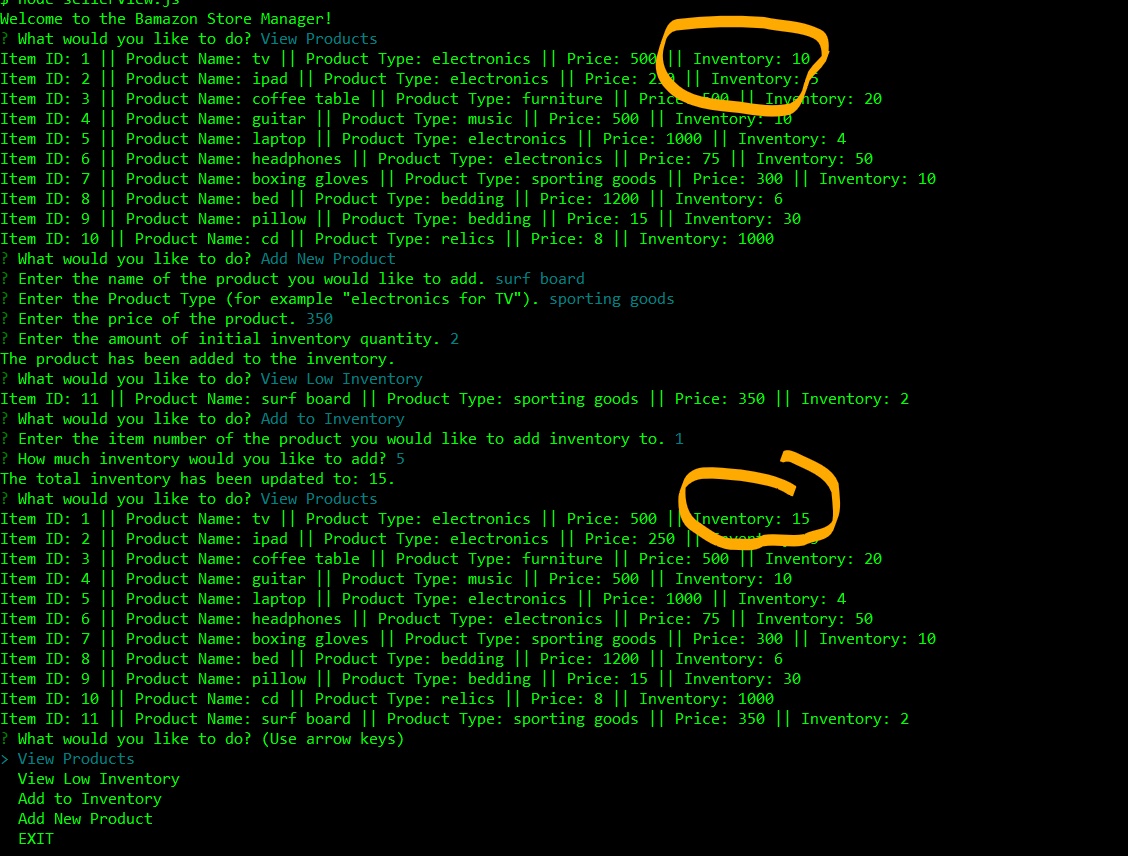 $ node sellerView.js
Welcome to the Bamazon Store Manager!
? What would you like to do? View Products
Item ID: 1 || Product Name: tv || Product Type: electronics || Price: 500 || Inventory: 10
Item ID: 2 || Product Name: ipad || Product Type: electronics || Price: 250 || Inventory: 5
Item ID: 3 || Product Name: coffee table || Product Type: furniture || Price: 500 || Inventory: 20
Item ID: 4 || Product Name: guitar || Product Type: music || Price: 500 || Inventory: 10
Item ID: 5 || Product Name: laptop || Product Type: electronics || Price: 1000 || Inventory: 4
Item ID: 6 || Product Name: headphones || Product Type: electronics || Price: 75 || Inventory: 50
Item ID: 7 || Product Name: boxing gloves || Product Type: sporting goods || Price: 300 || Inventory: 10
Item ID: 8 || Product Name: bed || Product Type: bedding || Price: 1200 || Inventory: 6
Item ID: 9 || Product Name: pillow || Product Type: bedding || Price: 15 || Inventory: 30
Item ID: 10 || Product Name: cd || Product Type: relics || Price: 8 || Inventory: 1000
? What would you like to do? Add New Product
? Enter the name of the product you would like to add. surf board
? Enter the Product Type (for example "electronics for TV"). sporting goods
? Enter the price of the product. 350
? Enter the amount of initial inventory quantity. 2
The product has been added to the inventory.
? What would you like to do? View Low Inventory
Item ID: 11 || Product Name: surf board || Product Type: sporting goods || Price: 350 || Inventory: 2
? What would you like to do? Add to Inventory
? Enter the item number of the product you would like to add inventory to. 1
? How much inventory would you like to add? 5
The total inventory has been updated to: 15.
? What would you like to do? View Products
Item ID: 1 || Product Name: tv || Product Type: electronics || Price: 500 || Inventory: 15
Item ID: 2 || Product Name: ipad || Product Type: electronics || Price: 250 || Inventory:
Item ID: 3 || Product Name: coffee table || Product Type: furniture || Price: 500 || Inventory: 20
Item ID: 4 || Product Name: guitar || Product Type: music || Price: 500 || Inventory: 10
Item ID: 5 || Product Name: laptop || Product Type: electronics || Price: 1000 || Inventory: 4
Item ID: 6 || Product Name: headphones || Product Type: electronics || Price: 75 || Inventory: 50
Item ID: 7 || Product Name: boxing gloves || Product Type: sporting goods || Price: 300 || Inventory: 10
Item ID: 8 || Product Name: bed || Product Type: bedding || Price: 1200 || Inventory: 6
Item ID: 9 || Product Name: pillow || Product Type: bedding || Price: 15 || Inventory: 30
Item ID: 10 || Product Name: cd || Product Type: relics || Price: 8 || Inventory: 1000
Item ID: 11 || Product Name: surf board || Product Type: sporting goods || Price: 350 || Inventory: 2
? What would you like to do? (Use arrow keys)
> View Products
View Low Inventory
Add to Inventory
Add New Product
EXIT